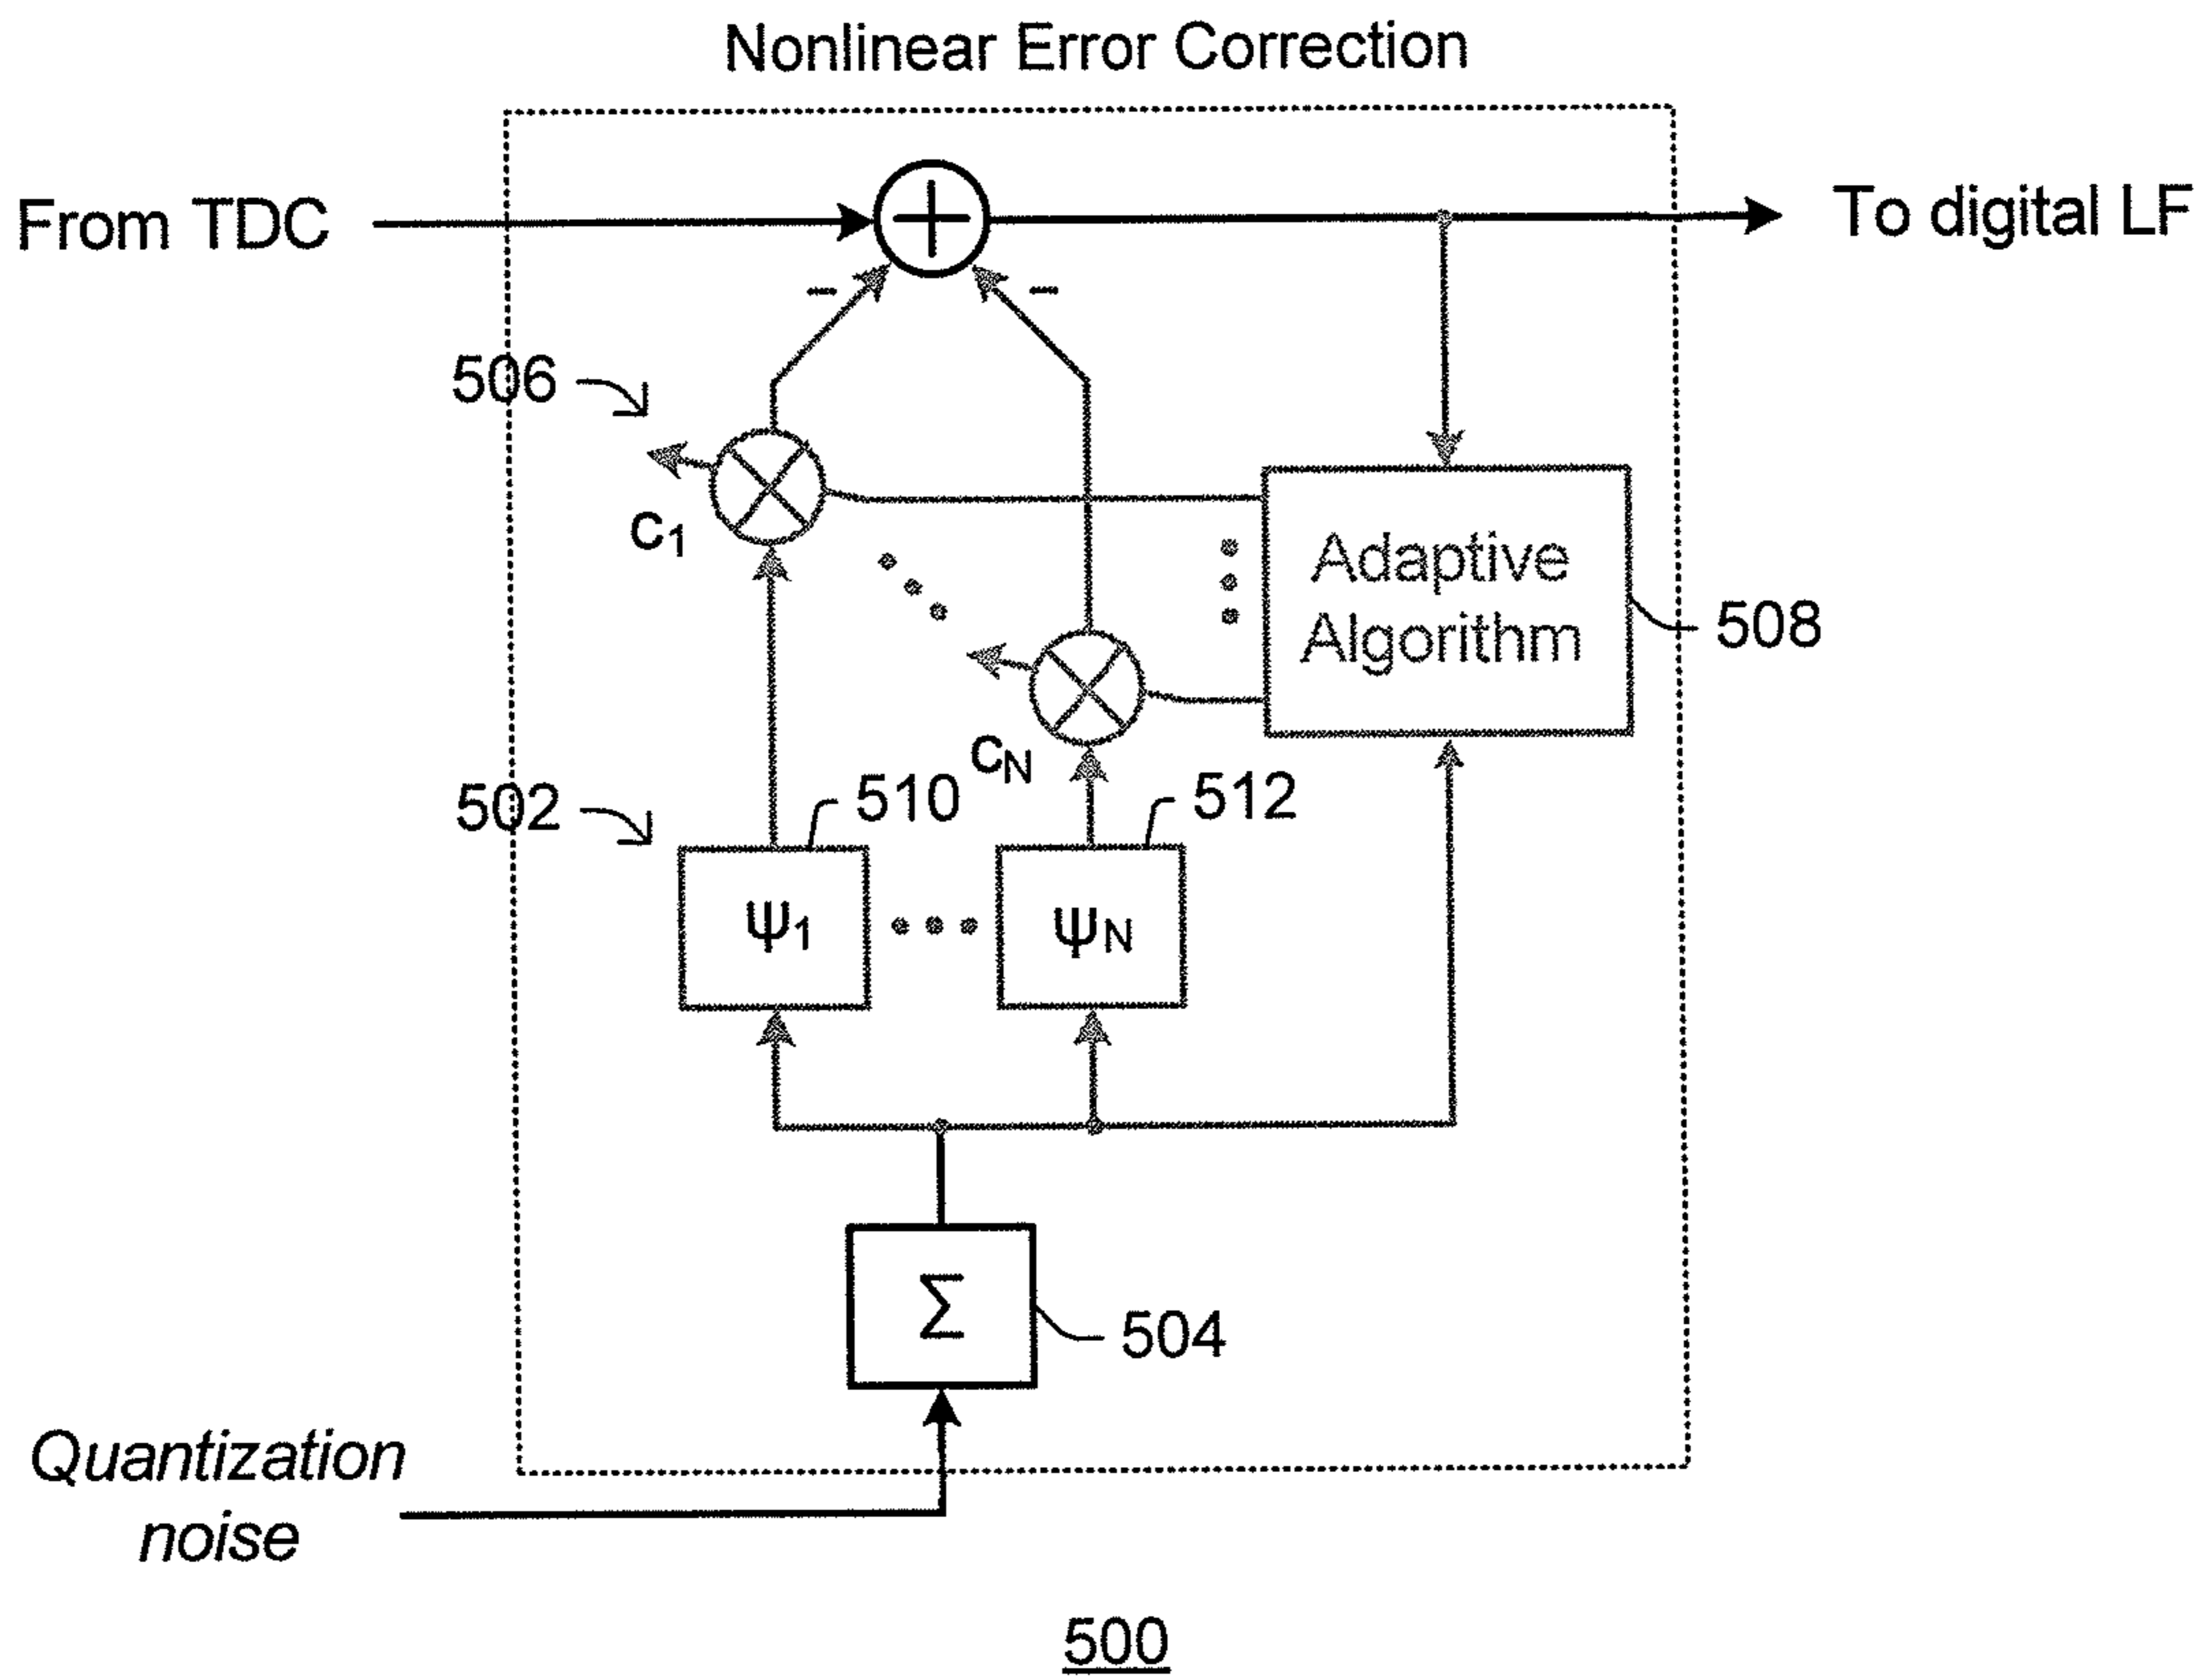 Nonlinear Error Correction
From TDC
To digital LF
-
-
506
c1
Adaptive
Algorithm
508
cN
502
510
512
ψ1
ψN
Σ
504
Quantization
noise
500